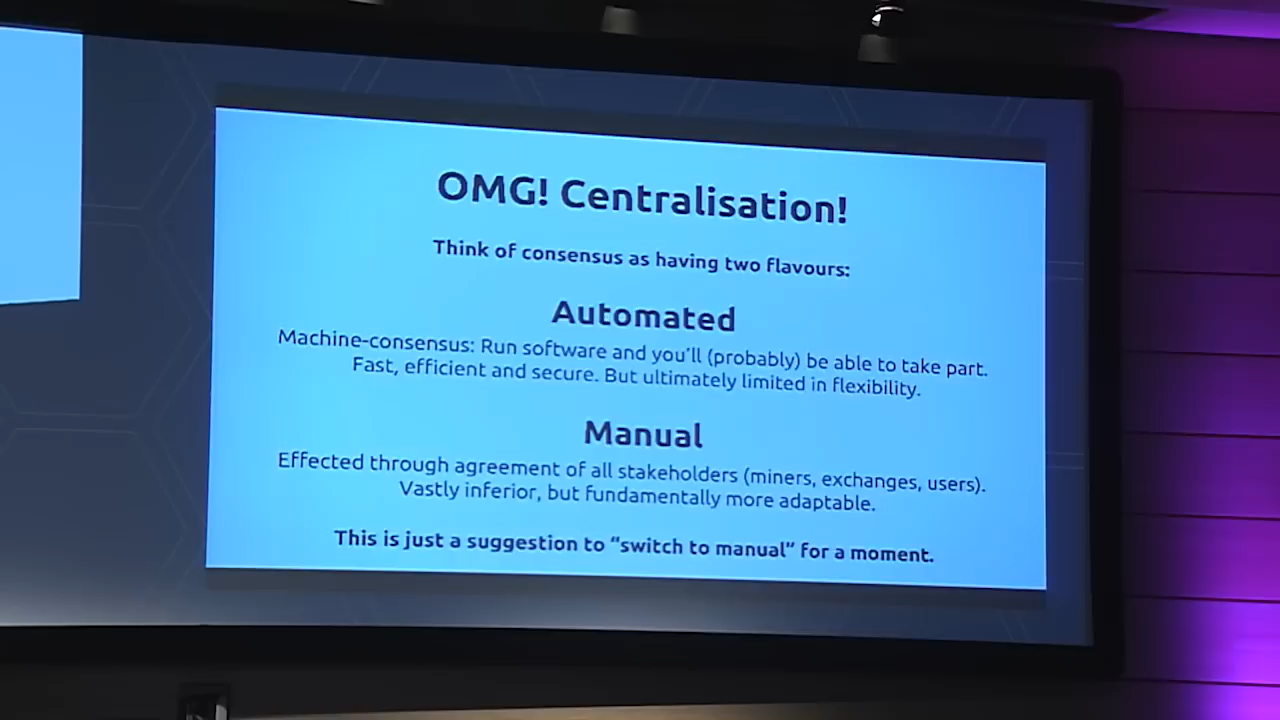 OMG! Centralisation!
Think of consensus as having two flavours:
Automated
Machine-consensus: Run software and you'll (probably) be able to take part.
Fast, efficient and secure. But ultimately limited in flexibility.
Manual
Effected through agreement of all stakeholders (miners, exchanges, users).
Vastly inferior, but fundamentally more adaptable.
This is just a suggestion to “switch to manual” for a moment.